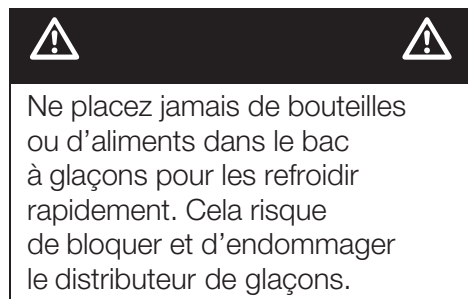 Ne placez jamais de bouteilles
ou d’aliments dans le bac
à glaçons pour les refroidir
rapidement. Cela risque
de bloquer et d’endommager
le distributeur de glaçons.